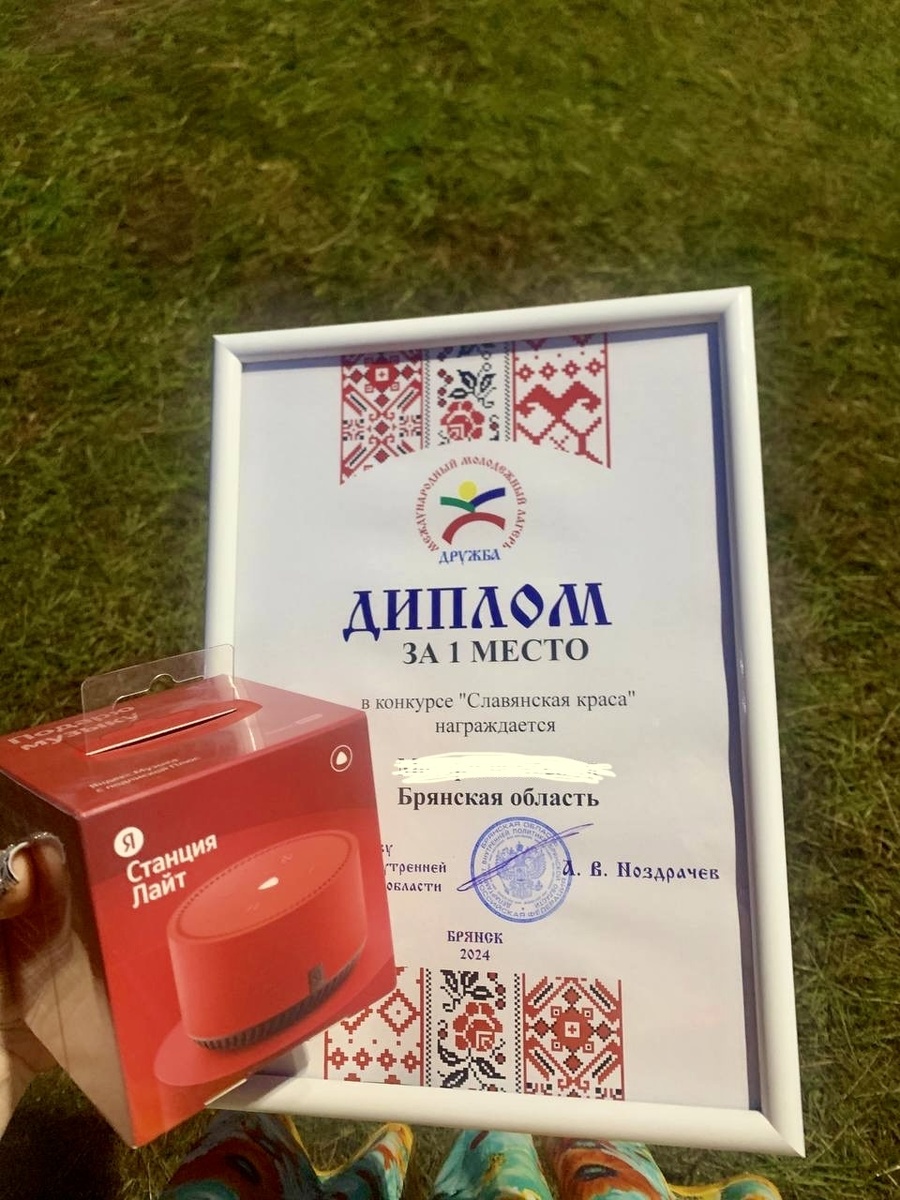 МЕЖДУНАРОДНЫЙ МОЛОДЕЖНЫЙ ЛАГЕРЬ
ДРУЖБА
ДИПЛОМ
ЗА 1 МЕСТО
в конкурсе "Славянская краса"
награждается
Брянская область
утренней
области
А. В. Ноздрачев
БРЯНСК
2024
Я
Станция
Лайт